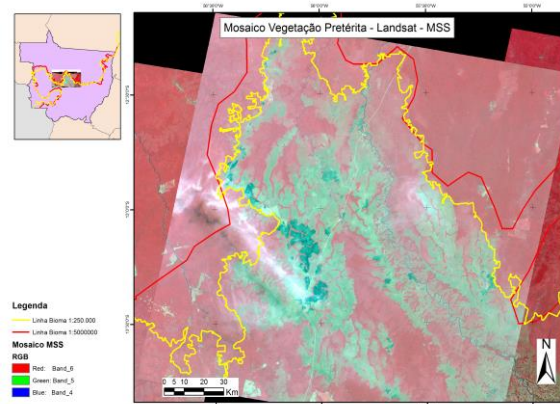 Mosaico Vegetação Pretérita - Landsat - MSS
Legenda
Linha Bioma 1:250.000
Linha Bioma 1:5000000
Mosaico MSS
RGB
Red: Band_6
Green: Band_5
Blue: Band_4
N
0 5 10 20 30
Km